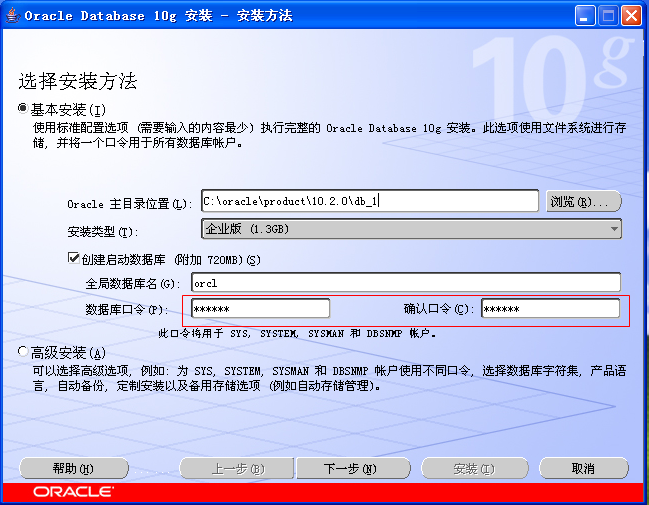 Oracle Database 10g 安装 - 安装方法
10g
选择安装方法
基本安装(I)
使用标准配置选项 (需要输入的内容最少) 执行完整的 Oracle Database 10g 安装。此选项使用文件系统进行存
储, 并将一个口令用于所有数据库帐户。
Oracle 主目录位置(L): C:\oracle\product\10.2.0\db_1 浏览(R)...
安装类型(T): 企业版 (1.3GB)
创建启动数据库 (附加 720MB)(S)
全局数据库名(G): orcl
数据库口令(P): ****** 确认口令(C): ******
此口令将用于 SYS, SYSTEM, SYSMAN 和 DBSNMP 帐户。
高级安装(A)
可以选择高级选项, 例如: 为 SYS, SYSTEM, SYSMAN 和 DBSNMP 帐户使用不同口令, 选择数据库字符集, 产品语
言, 自动备份, 定制安装以及备用存储选项 (例如自动存储管理)。
帮助(H) 上一步(B) 下一步(N) 安装(I) 取消
ORACLE